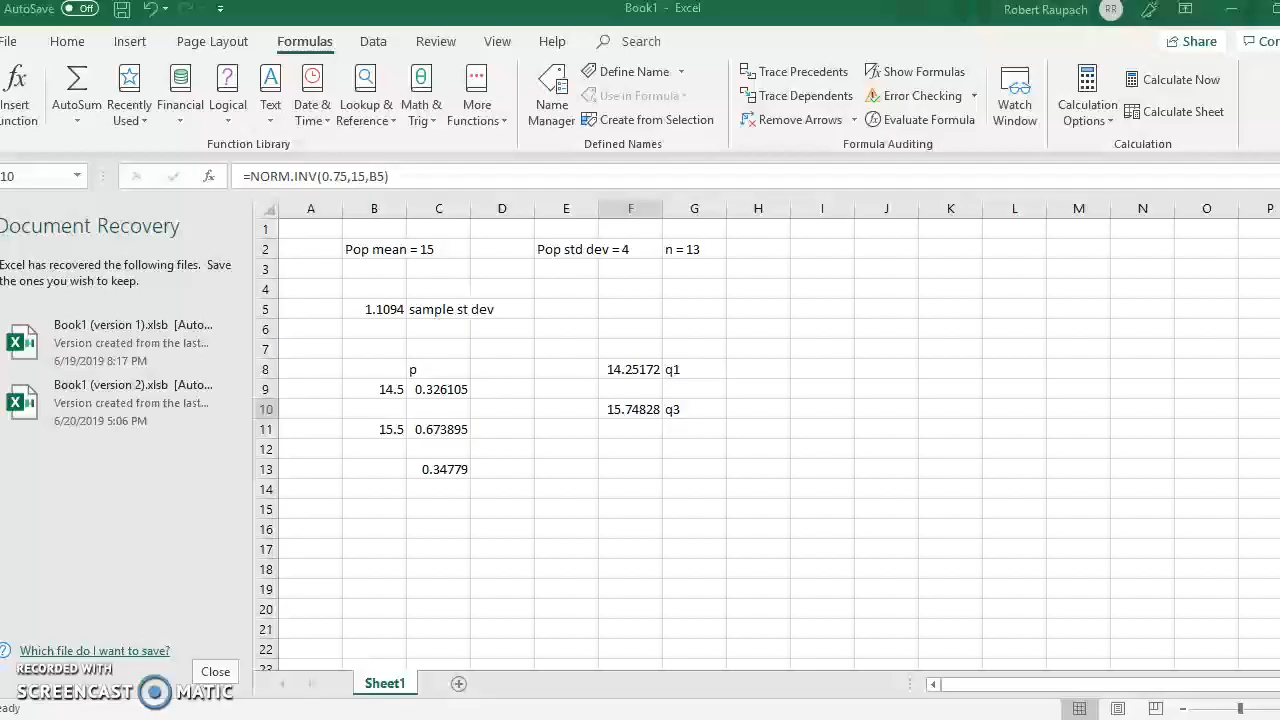 AutoSave Off Book1 - Excel Robert Raupach RR
File Home Insert Page Layout Formulas Data Review View Help Search Share Con
Insert Function AutoSum Recently Used Financial Logical Text Date & Time Lookup & Reference Math & Trig More Functions
Function Library
Name Manager Define Name Use in Formula Create from Selection
Defined Names
Trace Precedents Trace Dependents Remove Arrows Show Formulas Error Checking Evaluate Formula
Formula Auditing
Watch Window
Calculation Options Calculate Now Calculate Sheet
Calculation
10 fx =NORM.INV(0.75,15,B5)
Document Recovery
Excel has recovered the following files. Save
the ones you wish to keep.
Book1 (version 1).xlsb [Auto...
Version created from the last...
6/19/2019 8:17 PM
Book1 (version 2).xlsb [Auto...
Version created from the last...
6/20/2019 5:06 PM
Which file do I want to save?
Close
RECORDED WITH
SCREENCAST MATIC
A B C D E F G H I J K L M N O P
1
2 Pop mean = 15 Pop std dev = 4 n = 13
3
4
5 1.1094 sample st dev
6
7
8 p 14.25172 q1
9 14.5 0.326105
10 15.74828 q3
11 15.5 0.673895
12
13 0.34779
14
15
16
17
18
19
20
21
22
23
Sheet1
eady